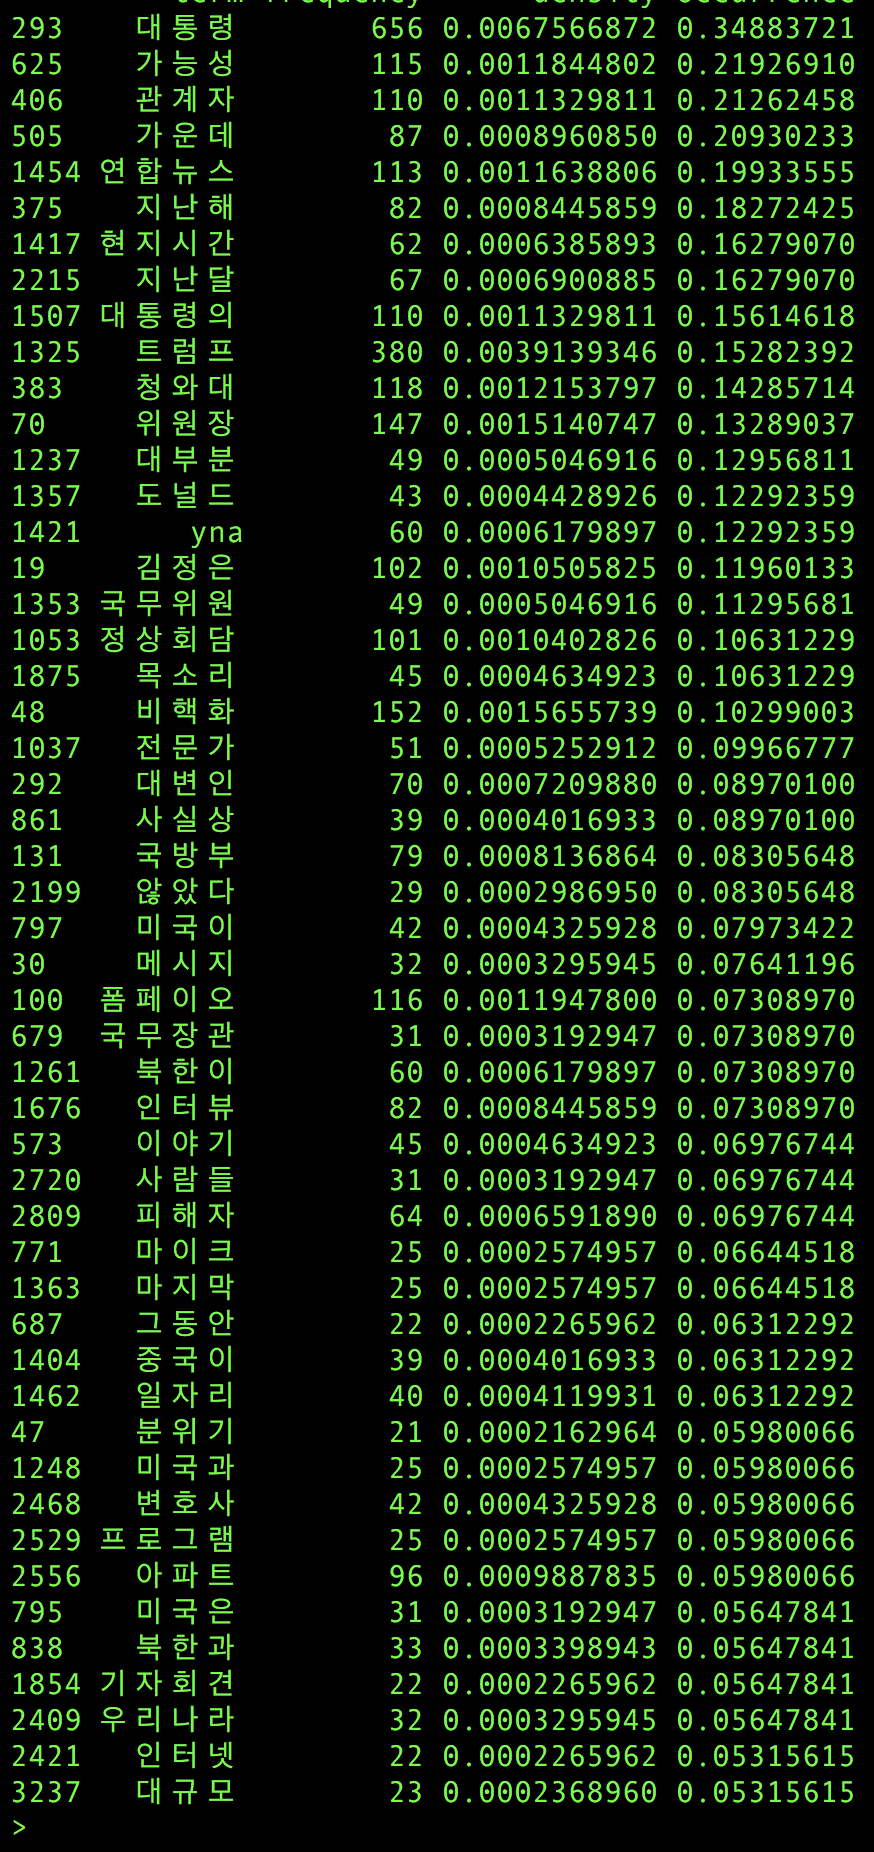 term frequency density occurrence
293 대통령 656 0.0067566872 0.34883721
625 가능성 115 0.0011844802 0.21926910
406 관계자 110 0.0011329811 0.21262458
505 가운데 87 0.0008960850 0.20930233
1454 연합뉴스 113 0.0011638806 0.19933555
375 지난해 82 0.0008445859 0.18272425
1417 현지시간 62 0.0006385893 0.16279070
2215 지난달 67 0.0006900885 0.16279070
1507 대통령의 110 0.0011329811 0.15614618
1325 트럼프 380 0.0039139346 0.15282392
383 청와대 118 0.0012153797 0.14285714
70 위원장 147 0.0015140747 0.13289037
1237 대부분 49 0.0005046916 0.12956811
1357 도널드 43 0.0004428926 0.12292359
1421 yna 60 0.0006179897 0.12292359
19 김정은 102 0.0010505825 0.11960133
1353 국무위원 49 0.0005046916 0.11295681
1053 정상회담 101 0.0010402826 0.10631229
1875 목소리 45 0.0004634923 0.10631229
48 비핵화 152 0.0015655739 0.10299003
1037 전문가 51 0.0005252912 0.09966777
292 대변인 70 0.0007209880 0.08970100
861 사실상 39 0.0004016933 0.08970100
131 국방부 79 0.0008136864 0.08305648
2199 않았다 29 0.0002986950 0.08305648
797 미국이 42 0.0004325928 0.07973422
30 메시지 32 0.0003295945 0.07641196
100 폼페이오 116 0.0011947800 0.07308970
679 국무장관 31 0.0003192947 0.07308970
1261 북한이 60 0.0006179897 0.07308970
1676 인터뷰 82 0.0008445859 0.07308970
573 이야기 45 0.0004634923 0.06976744
2720 사람들 31 0.0003192947 0.06976744
2809 피해자 64 0.0006591890 0.06976744
771 마이크 25 0.0002574957 0.06644518
1363 마지막 25 0.0002574957 0.06644518
687 그동안 22 0.0002265962 0.06312292
1404 중국이 39 0.0004016933 0.06312292
1462 일자리 40 0.0004119931 0.06312292
47 분위기 21 0.0002162964 0.05980066
1248 미국과 25 0.0002574957 0.05980066
2468 변호사 42 0.0004325928 0.05980066
2529 프로그램 25 0.0002574957 0.05980066
2556 아파트 96 0.0009887835 0.05980066
795 미국은 31 0.0003192947 0.05647841
838 북한과 33 0.0003398943 0.05647841
1854 기자회견 22 0.0002265962 0.05647841
2409 우리나라 32 0.0003295945 0.05647841
2421 인터넷 22 0.0002265962 0.05315615
3237 대규모 23 0.0002368960 0.05315615
>